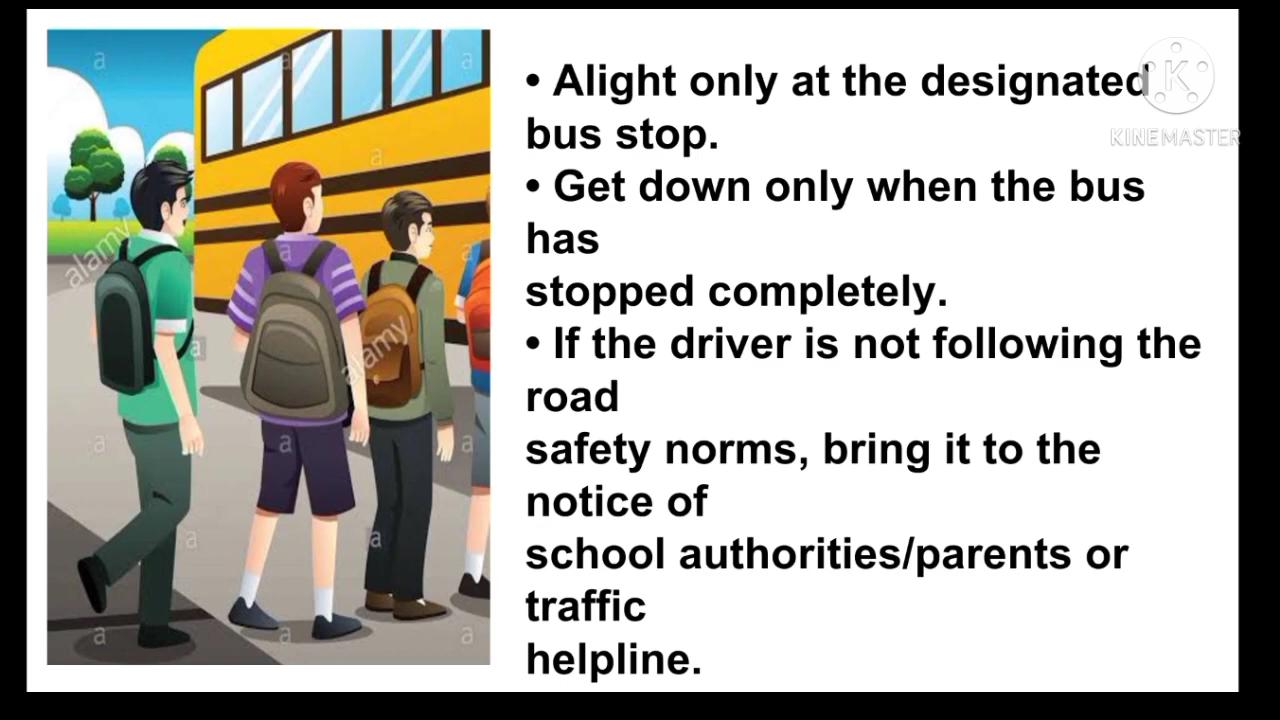 • Alight only at the designated
bus stop.
• Get down only when the bus
has
stopped completely.
• If the driver is not following the
road
safety norms, bring it to the
notice of
school authorities/parents or
traffic
helpline.
K
KINEMASTER
a
a
a
a
alamy
a
a
a
alamy
a
a
a
a
a
a
a
a